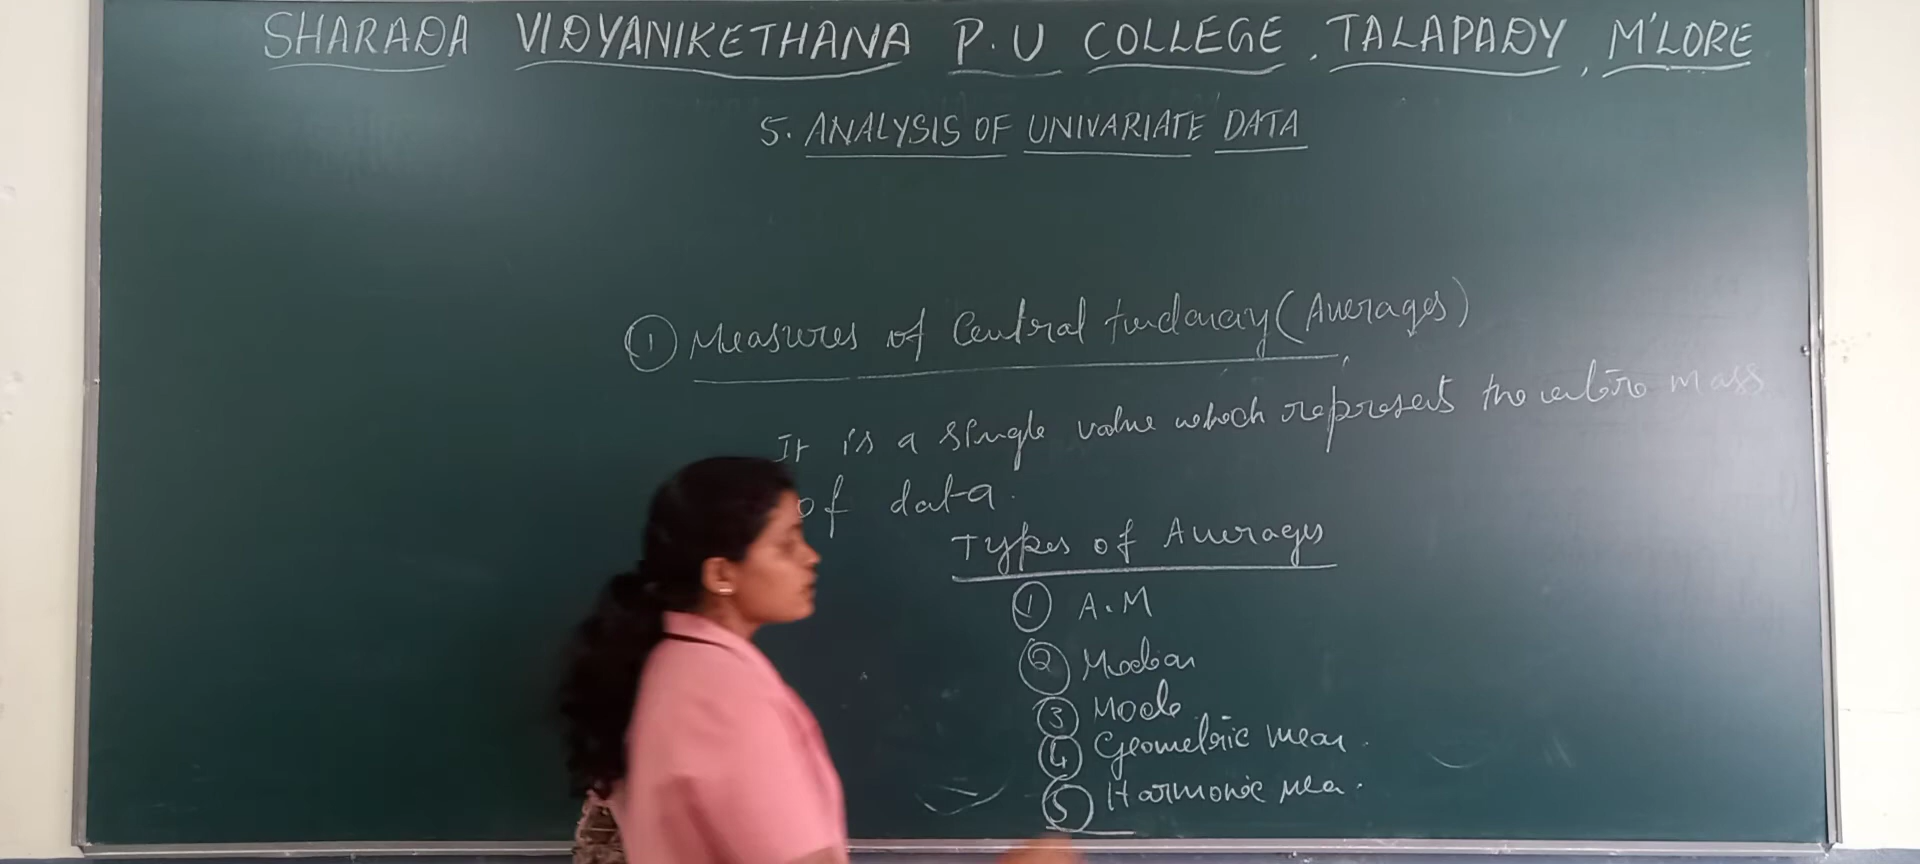 SHARADA VIDYANIKETHANA P.U COLLEGE, TALAPADY, M'LORE
5. ANALYSIS OF UNIVARIATE DATA
① Measures of Central tendancy (Averages)
It is a single value which represents the entire mass
of data.
Types of Averages
① A.M
② Median
③ Mode
④ Geometric mean.
⑤ Harmonic mea.